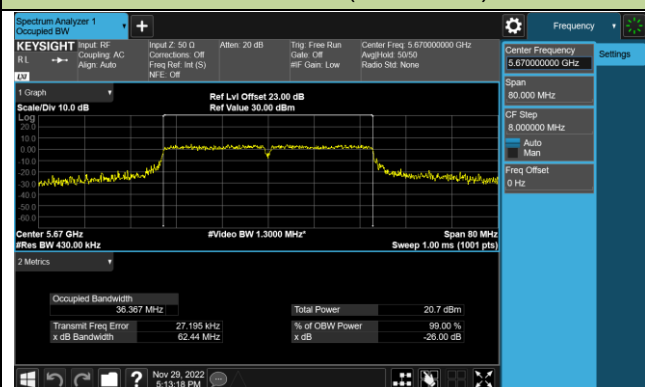 Spectrum Analyzer 1
Occupied BW
Frequency
KEYSIGHT
R L
Input: RF
Coupling: AC
Align: Auto
Input Z: 50 Ω
Corrections: Off
Freq Ref: Int (S)
NFE: Off
Atten: 20 dB
Trig: Free Run
Gate: Off
#IF Gain: Low
Center Freq: 5.670000000 GHz
Avg|Hold: 50/50
Radio Std: None
Center Frequency
5.670000000 GHz
Settings
Span
80.000 MHz
CF Step
8.000000 MHz
Auto
Man
Freq Offset
0 Hz
1 Graph
Scale/Div 10.0 dB
Ref Lvl Offset 23.00 dB
Ref Value 30.00 dBm
Log
20.0
10.0
0.00
-10.0
-20.0
-30.0
-40.0
-50.0
-60.0
Center 5.67 GHz
#Res BW 430.00 kHz
#Video BW 1.3000 MHz*
Span 80 MHz
Sweep 1.00 ms (1001 pts)
2 Metrics
Occupied Bandwidth
36.367 MHz
Total Power 20.7 dBm
Transmit Freq Error 27.195 kHz
% of OBW Power 99.00 %
x dB Bandwidth 62.44 MHz
x dB -26.00 dB
Nov 29, 2022
5:13:18 PM